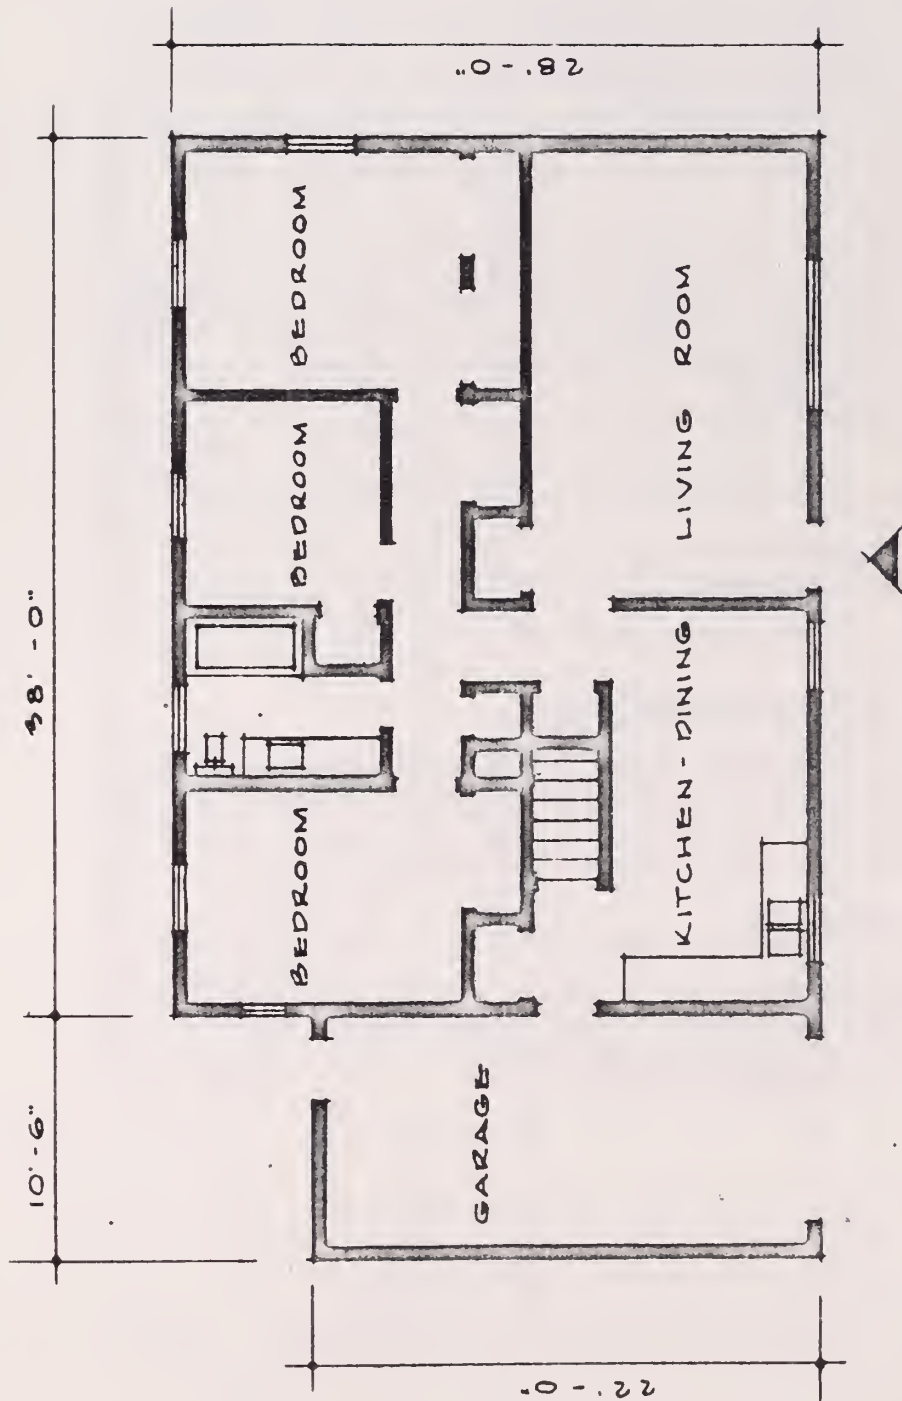 28'-0"
38'-0"
BEDROOM
BEDROOM
BEDROOM
LIVING ROOM
KITCHEN-DINING
10'-6"
GARAGE
22'-0"